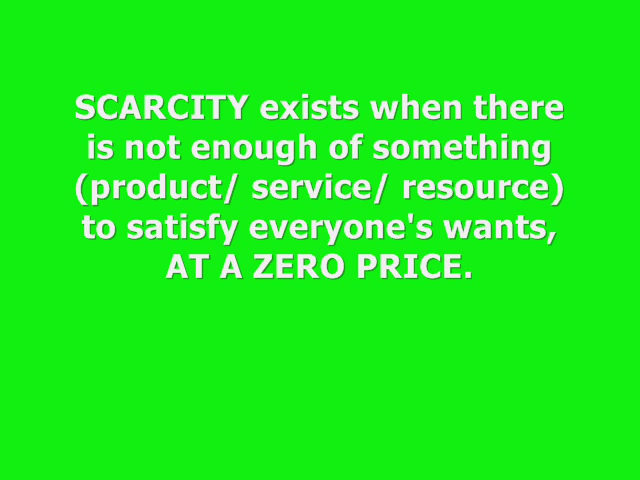 SCARCITY exists when there
is not enough of something
(product/ service/ resource)
to satisfy everyone's wants,
AT A ZERO PRICE.